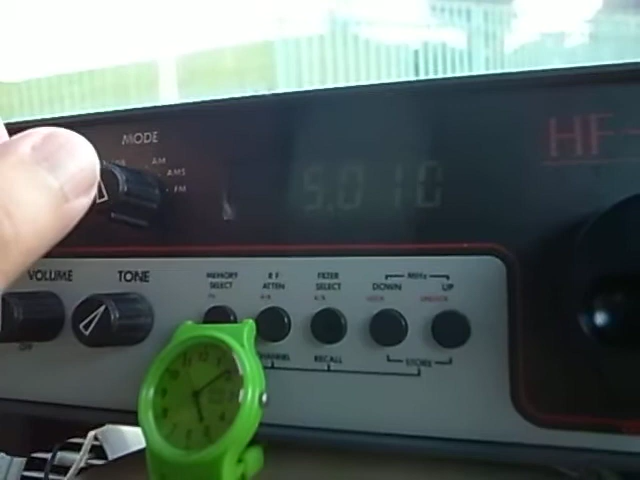 MODE
AM
AMS
FM
5.010
HF-
VOLUME
TONE
MEMORY
SELECT
RF
ATTEN
FILTER
SELECT
MHz
DOWN
UP
RECALL
STORE